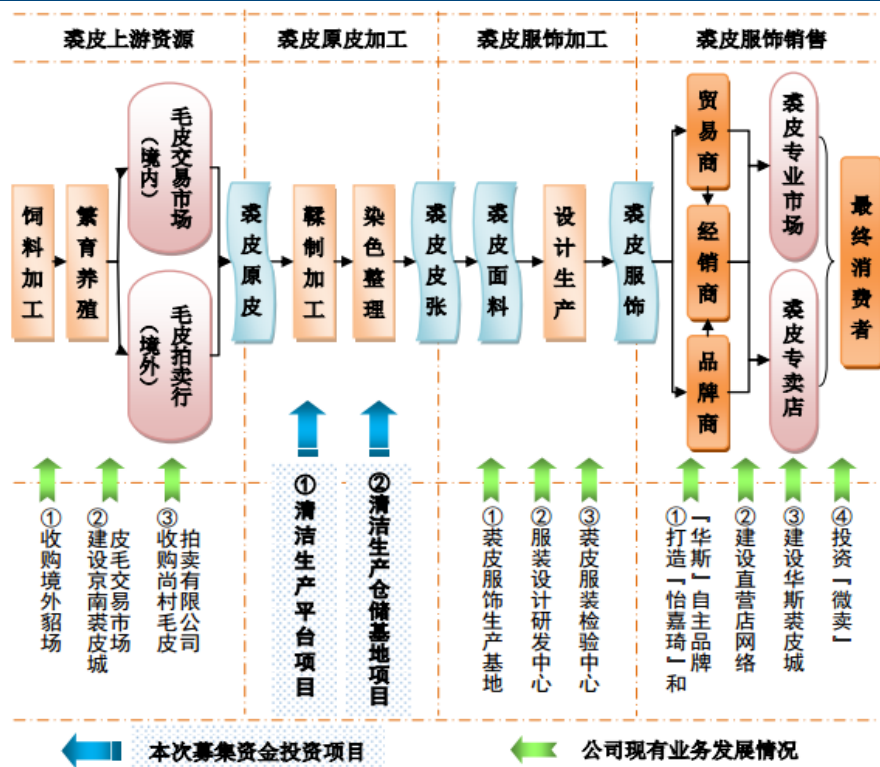 裘皮上游资源
裘皮原皮加工
裘皮服饰加工
裘皮服饰销售
饲料加工
繁育养殖
毛皮交易市场
（境内）
毛皮拍卖行
（境外）
裘皮原皮
鞣制加工
染色整理
裘皮皮张
裘皮面料
设计生产
裘皮服饰
贸易商
经销商
品牌商
裘皮专业市场
裘皮专卖店
最终消费者
①收购境外貂场
②建设京南裘皮城
皮毛交易市场
③收购尚村毛皮
拍卖有限公司
①清洁生产平台项目
②清洁生产仓储基地项目
①裘皮服饰生产基地
②服装设计研发中心
③裘皮服装检验中心
①打造『怡嘉琦』和
『华斯』自主品牌
②建设直营店网络
③建设华斯裘皮城
④投资『微卖』
本次募集资金投资项目
公司现有业务发展情况